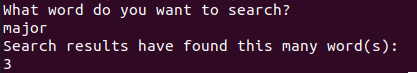 What word do you want to search?
major
Search results have found this many word(s):
3